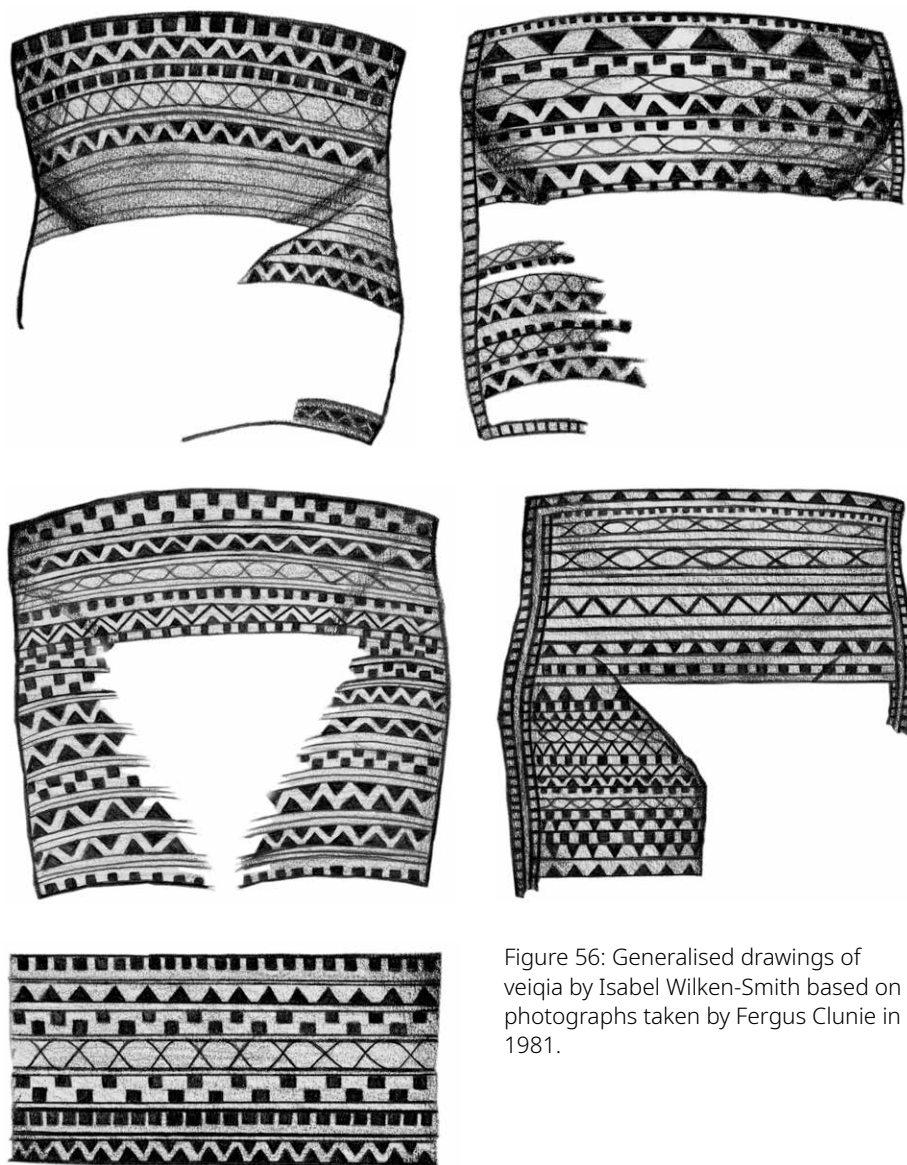 Figure 56: Generalised drawings of
veiqia by Isabel Wilken-Smith based on
photographs taken by Fergus Clunie in
1981.